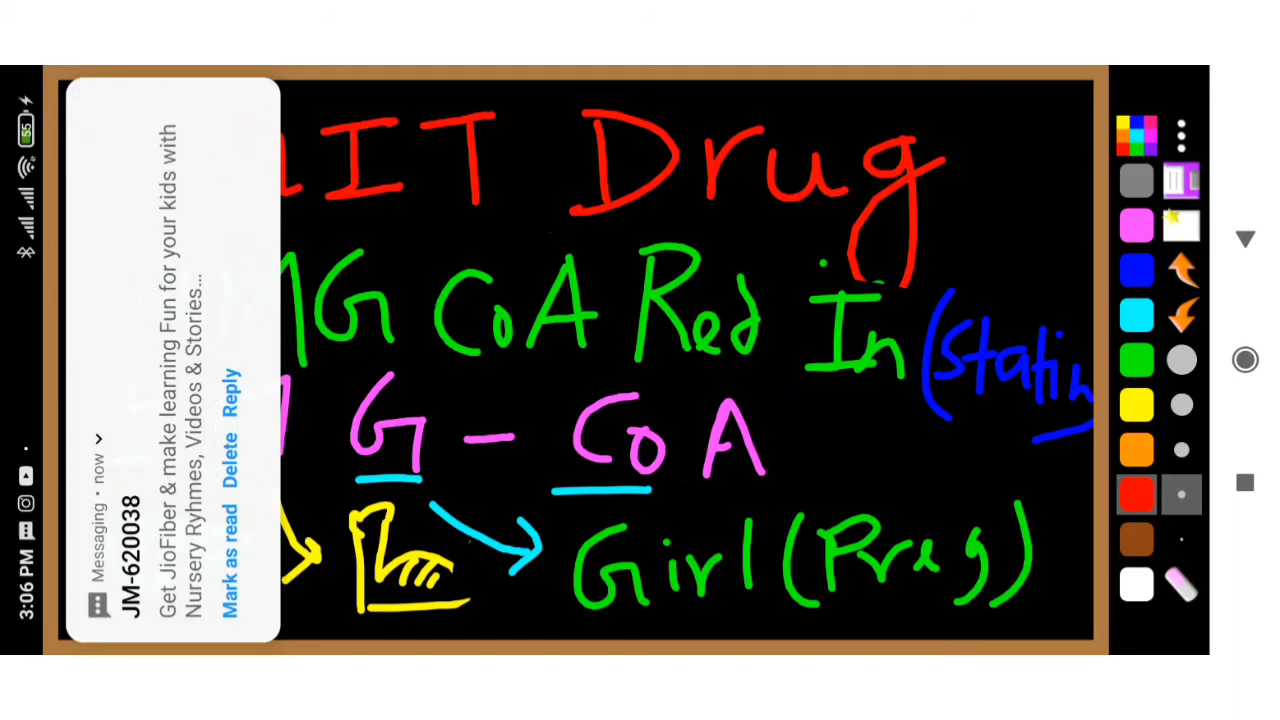 IT Drug
G CoA Red In (Statin
G - CoA
Girl (Preg)
3:06 PM
55
Messaging • now
JM-620038
Get JioFiber & make learning Fun for your kids with
Nursery Ryhmes, Videos & Stories...
Mark as read Delete Reply